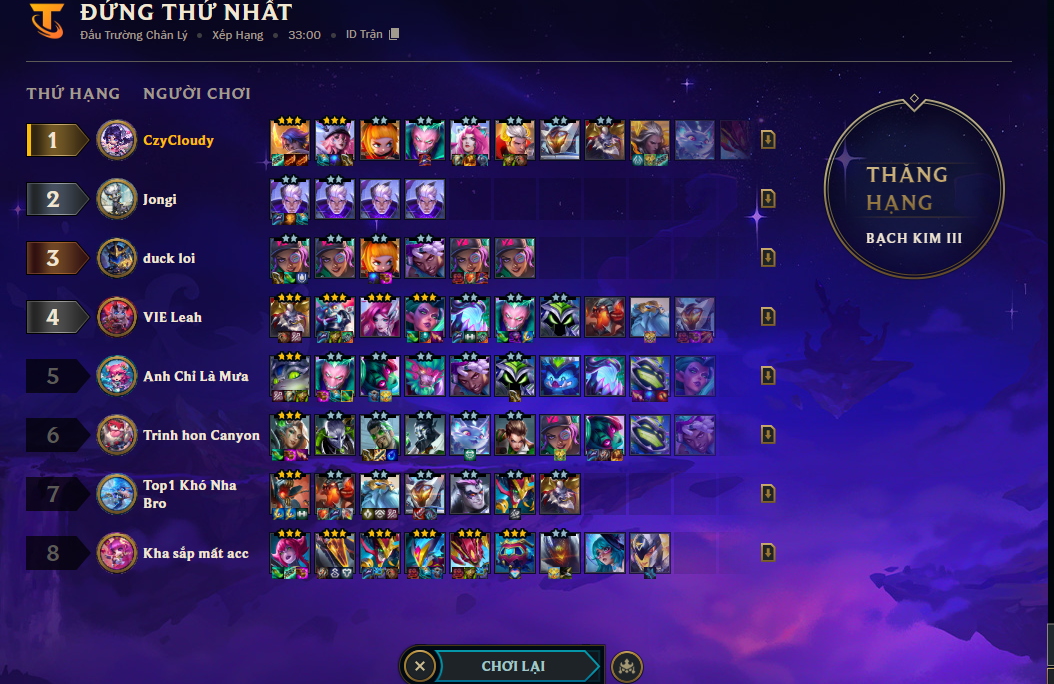 ĐỨNG THỨ NHẤT
Đấu Trường Chân Lý • Xếp Hạng • 33:00 • ID Trận
THỨ HẠNG NGƯỜI CHƠI
1 CzyCloudy
2 Jongi
3 duck loi
4 VIE Leah
5 Anh Chỉ Là Mưa
6 Trinh hon Canyon
7 Top1 Khó Nha
Bro
8 Kha sắp mất acc
THĂNG
HẠNG
BẠCH KIM III
CHƠI LẠI